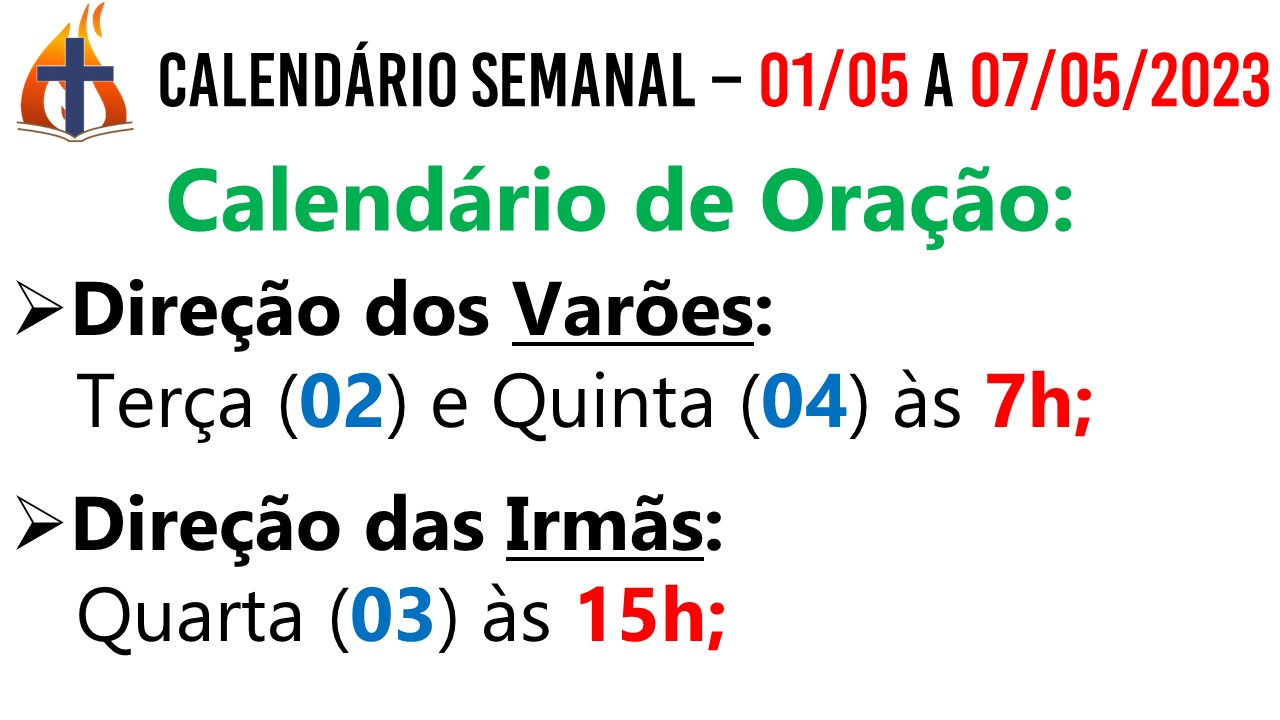 CALENDÁRIO SEMANAL – 01/05 A 07/05/2023
Calendário de Oração:
➢Direção dos Varões:
Terça (02) e Quinta (04) às 7h;
➢Direção das Irmãs:
Quarta (03) às 15h;